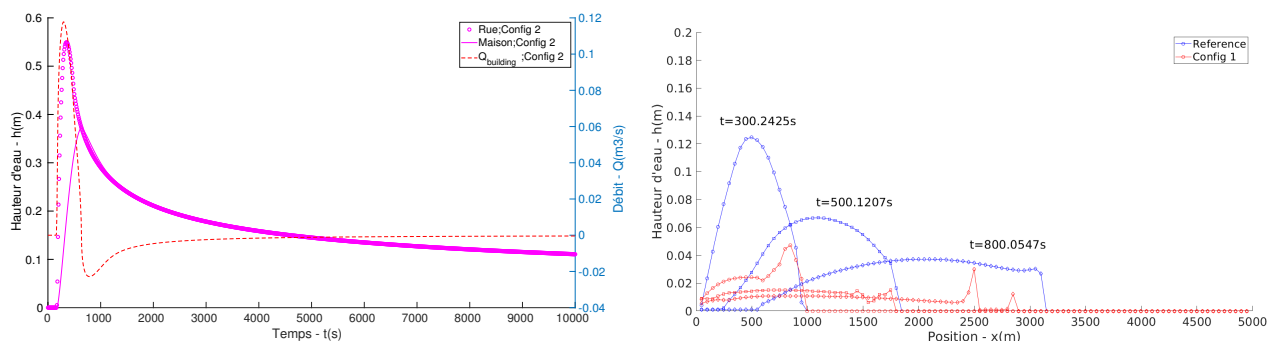 Rue;Config 2
Maison;Config 2
Q_building ;Config 2
Hauteur d'eau - h(m)
0.6
0.5
0.4
0.3
0.2
0.1
0
0.12
0.1
0.08
0.06
0.04
0.02
0
-0.02
-0.04
Débit - Q(m3/s)
0 1000 2000 3000 4000 5000 6000 7000 8000 9000 10000
Temps - t(s)
Reference
Config 1
t=300.2425s
t=500.1207s
t=800.0547s
Hauteur d'eau - h(m)
0.2
0.18
0.16
0.14
0.12
0.1
0.08
0.06
0.04
0.02
0
0 500 1000 1500 2000 2500 3000 3500 4000 4500 5000
Position - x(m)